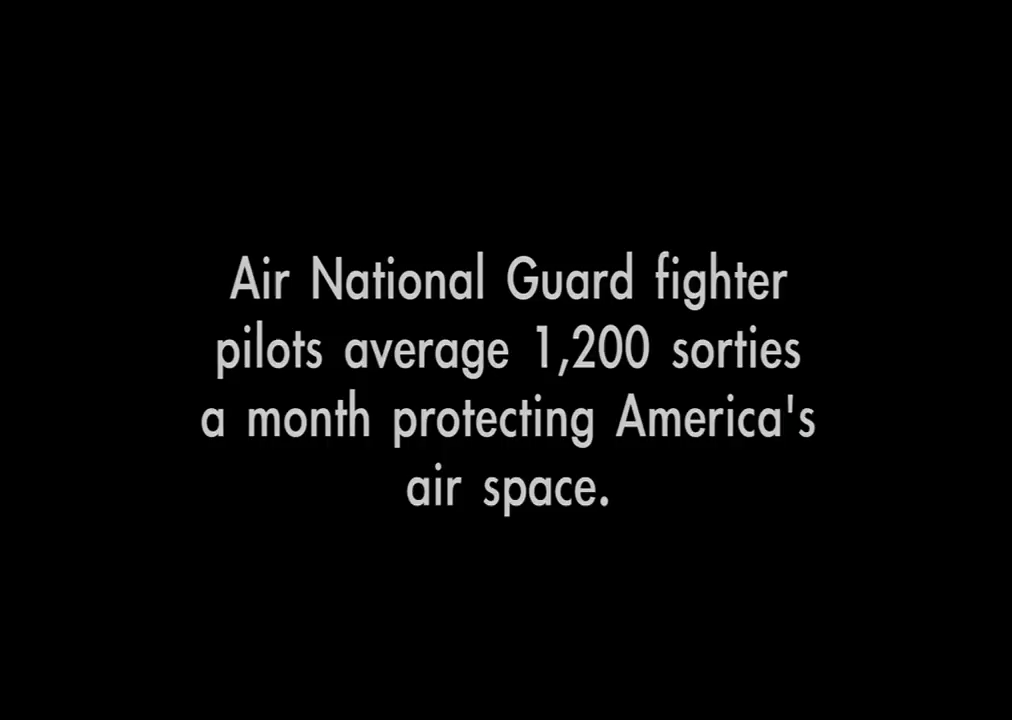 Air National Guard fighter
pilots average 1,200 sorties
a month protecting America's
air space.